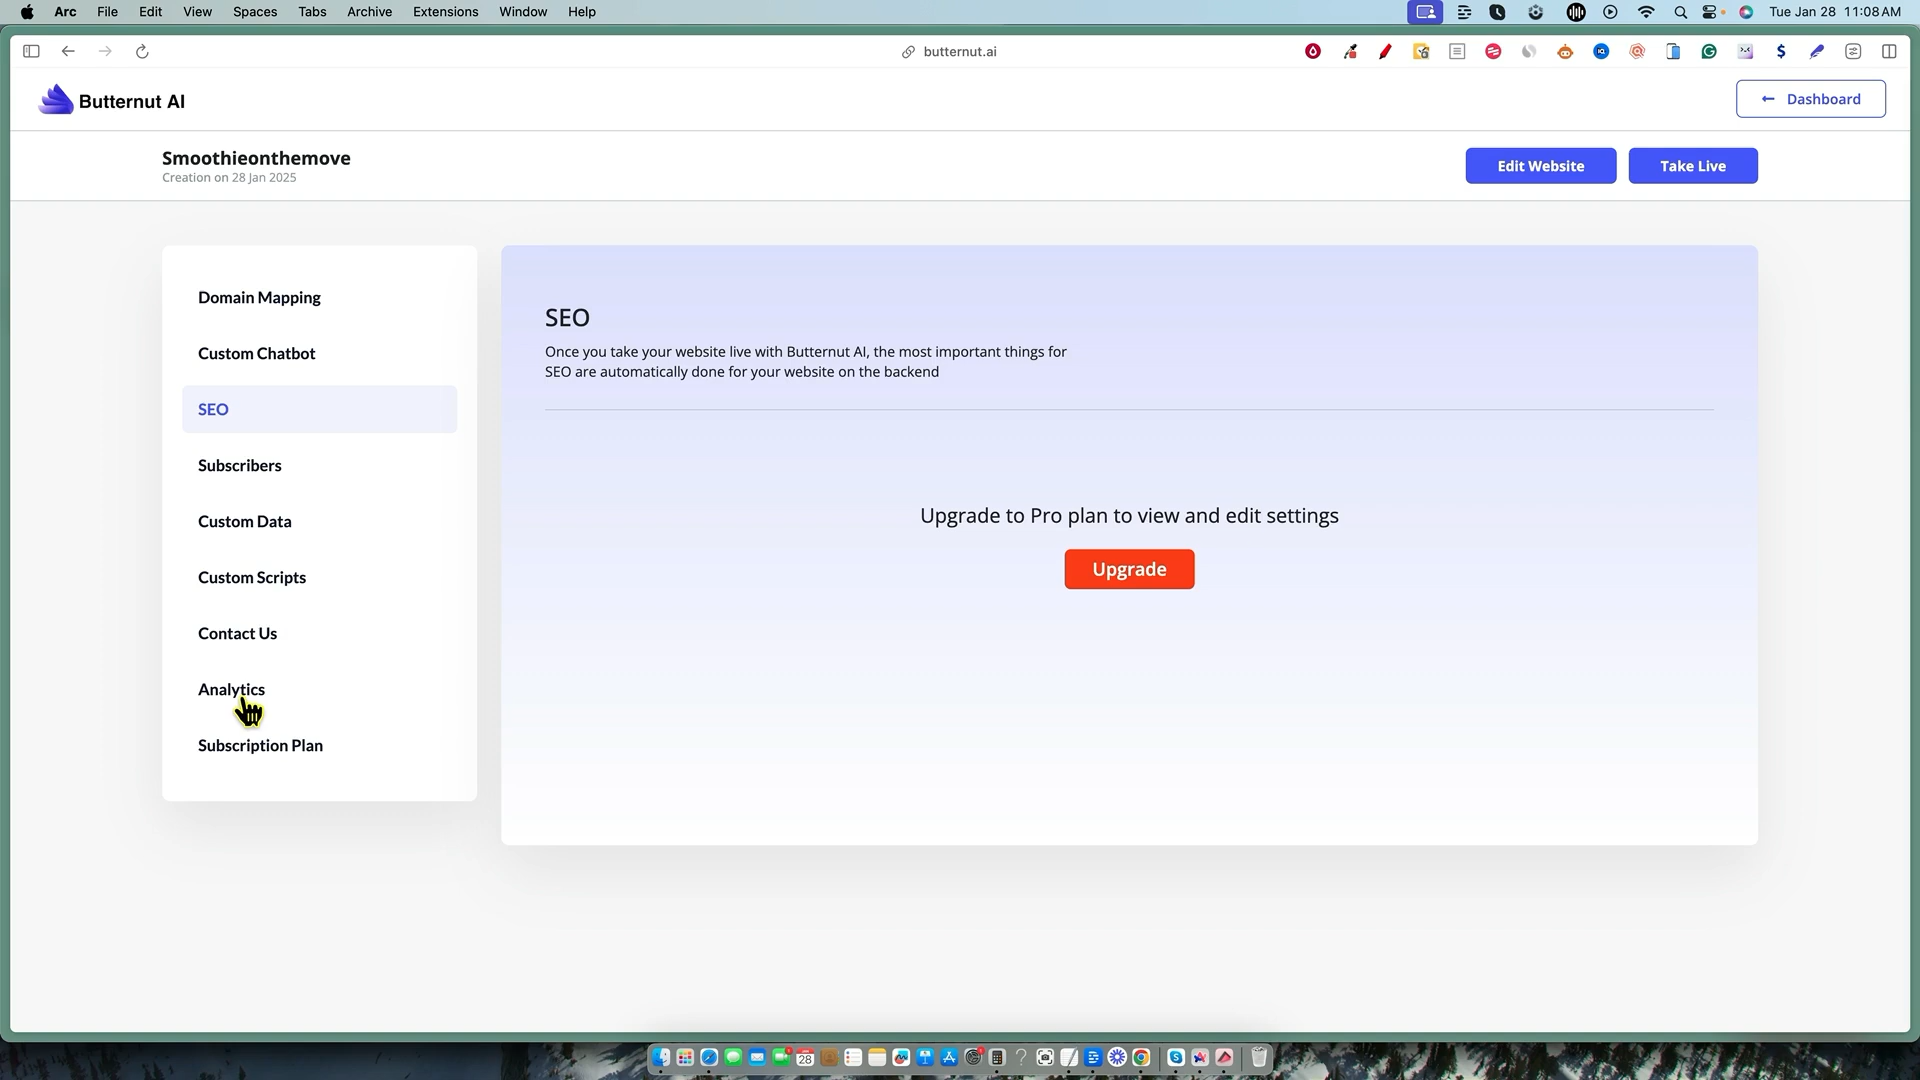 Arc File Edit View Spaces Tabs Archive Extensions Window Help Tue Jan 28 11:08 AM
butternut.ai
Butternut AI
← Dashboard
Smoothieonthemove
Creation on 28 Jan 2025
Edit Website
Take Live
Domain Mapping
Custom Chatbot
SEO
Subscribers
Custom Data
Custom Scripts
Contact Us
Analytics
Subscription Plan
SEO
Once you take your website live with Butternut AI, the most important things for
SEO are automatically done for your website on the backend
Upgrade to Pro plan to view and edit settings
Upgrade
28